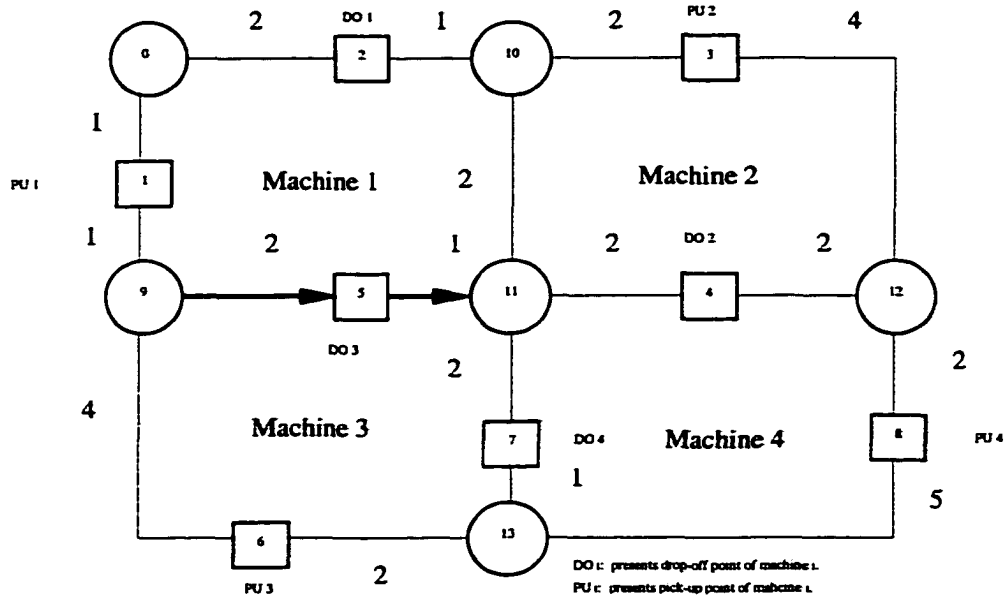 2 DO 1 1 2 PU 2 4
G 2 10 3
1
PU 1 1 Machine 1 2 Machine 2
1 2 1 2 DO 2 2
9 5 11 4 12
DO 3 2 2
4 Machine 3 7 DO 4 Machine 4 8 PU 4
1 5
6 13
PU 3 2
DO i: presents drop-off point of machine i.
PU i: presents pick-up point of mahcine i.